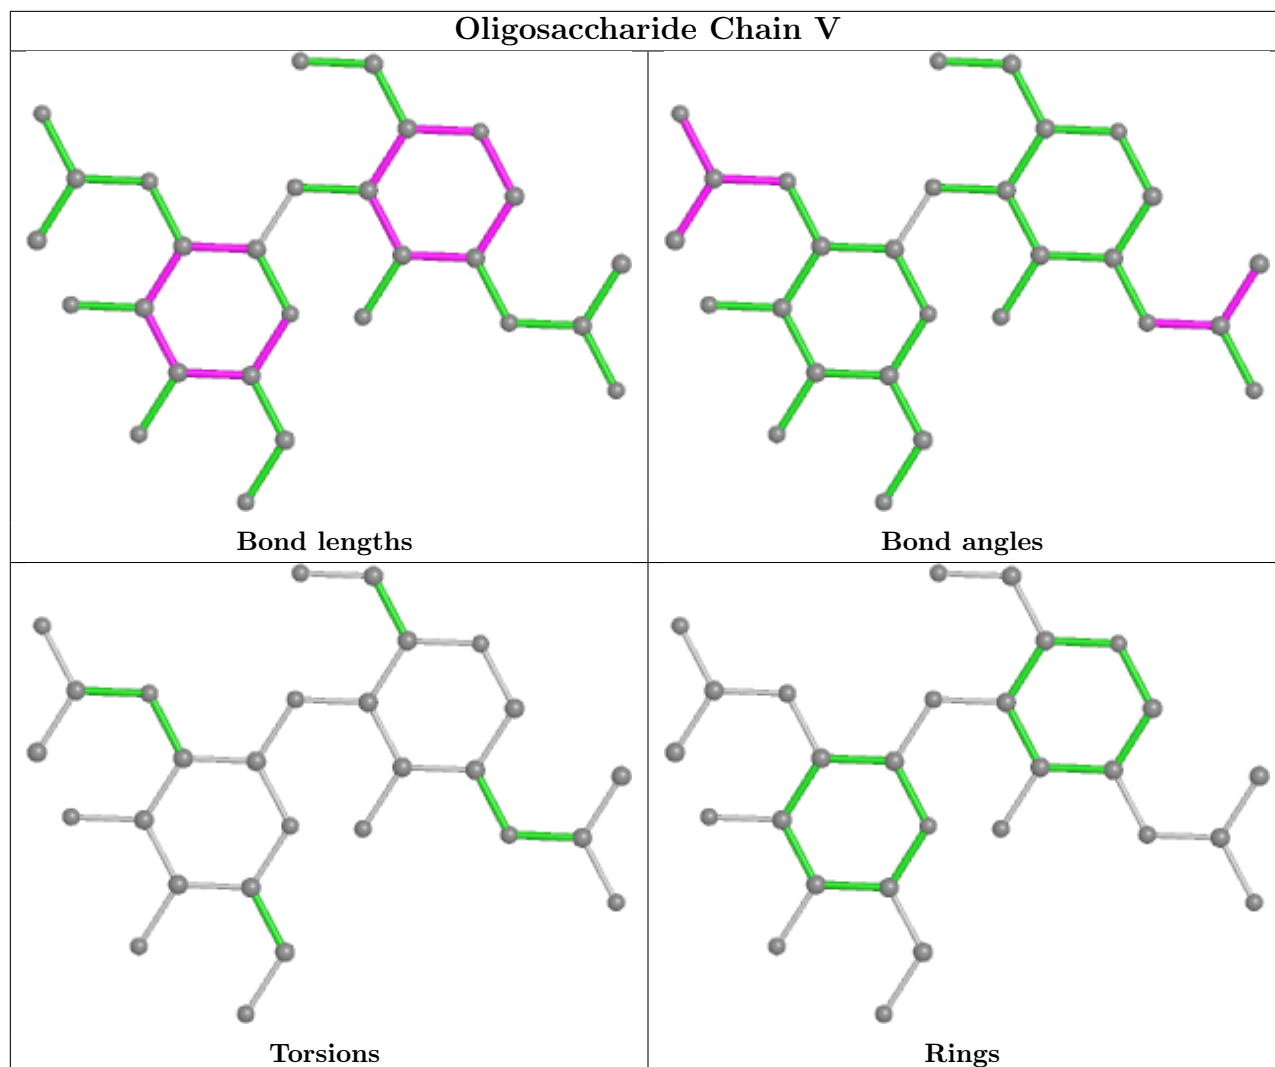 Oligosaccharide Chain V
Bond lengths
Bond angles
Torsions
Rings